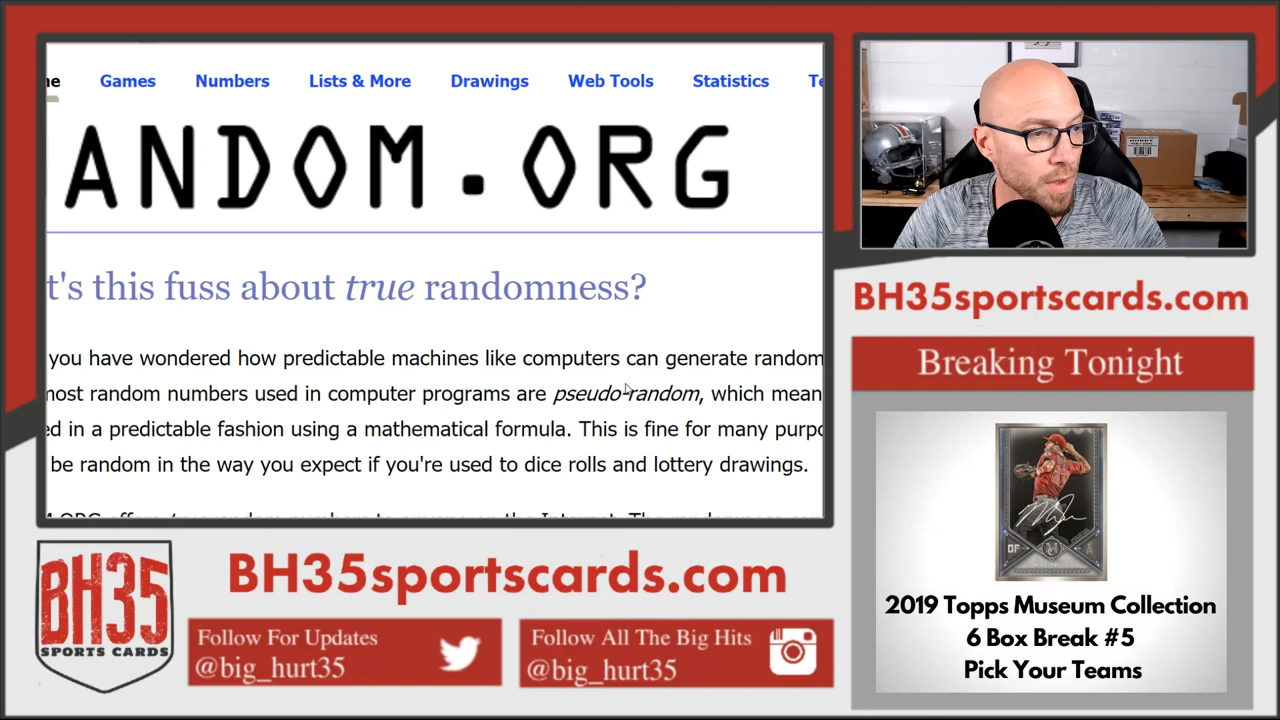 Games Numbers Lists & More Drawings Web Tools Statistics
ANDOM.ORG
t's this fuss about true randomness?
you have wondered how predictable machines like computers can generate random
most random numbers used in computer programs are pseudo-random, which mean
ed in a predictable fashion using a mathematical formula. This is fine for many purpo
be random in the way you expect if you're used to dice rolls and lottery drawings.
BH35sportscards.com
Breaking Tonight
OF
A
2019 Topps Museum Collection
6 Box Break #5
Pick Your Teams
BH35
SPORTS CARDS
BH35sportscards.com
Follow For Updates
@big_hurt35
Follow All The Big Hits
@big_hurt35